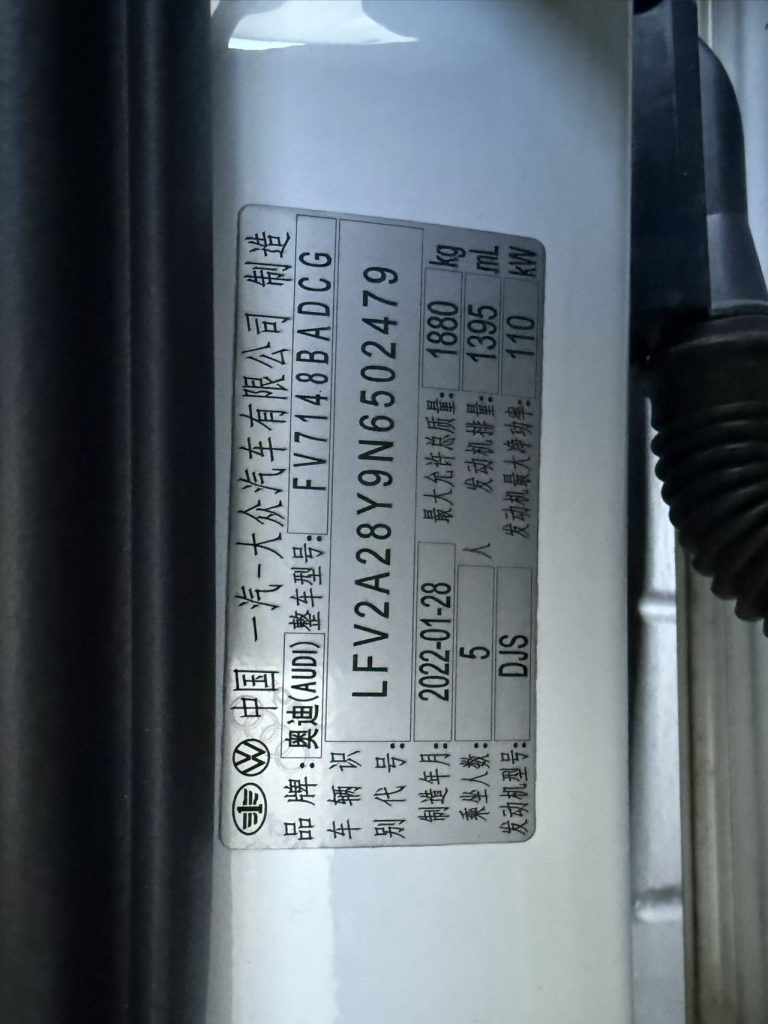 中国 一汽-大众汽车有限公司 制造
品牌:奥迪(AUDI) 整车型号: FV7148BADCG
车辆识别代号: LFV2A28Y9N6502479
制造年月: 2022-01-28 最大允许总质量: 1880 kg
乘坐人数: 5 人 发动机排量: 1395 mL
发动机型号: DJS 发动机最大净功率: 110 kW